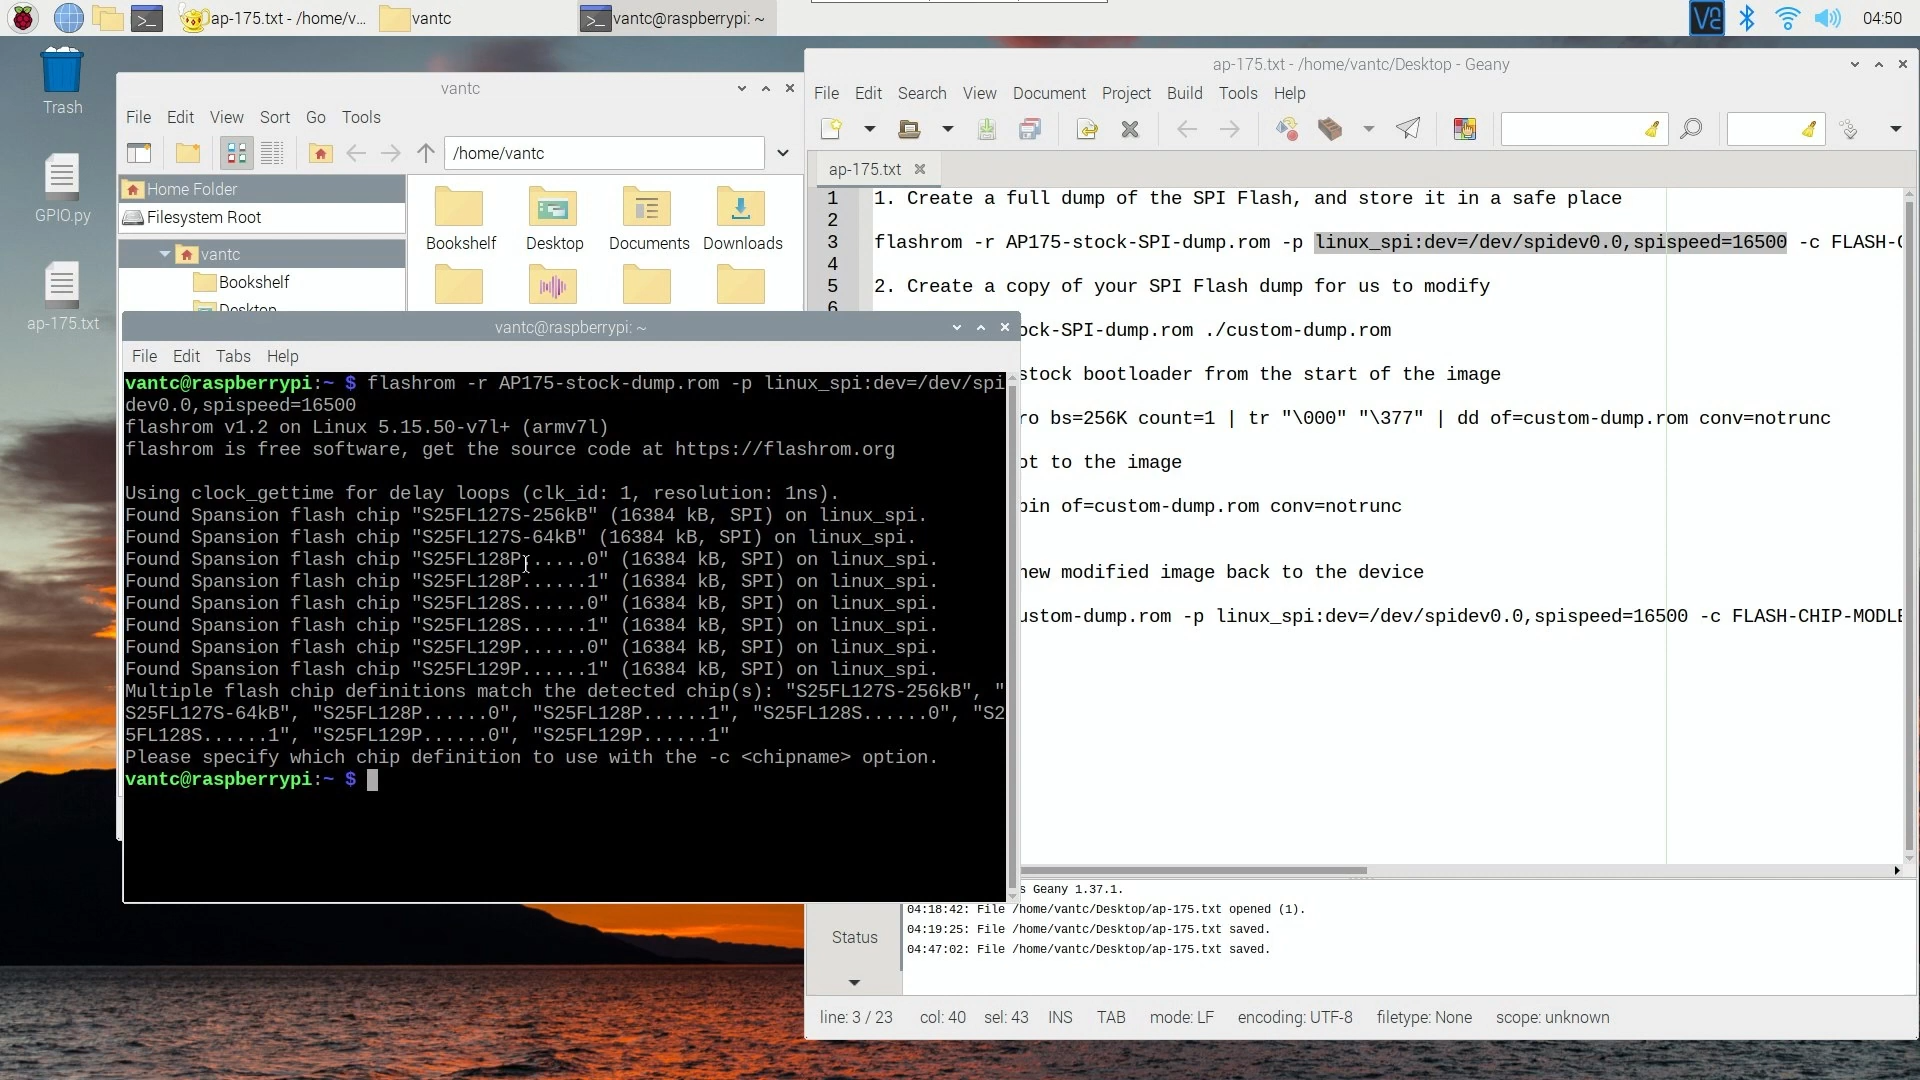 ap-175.txt - /home/v...
vantc
vantc@raspberrypi: ~
04:50
Trash
GPIO.py
ap-175.txt
vantc
File Edit View Sort Go Tools
/home/vantc
Home Folder
Filesystem Root
vantc
Bookshelf
Desktop
Bookshelf Desktop Documents Downloads
ap-175.txt - /home/vantc/Desktop - Geany
File Edit Search View Document Project Build Tools Help
ap-175.txt
1 1. Create a full dump of the SPI Flash, and store it in a safe place
2
3 flashrom -r AP175-stock-SPI-dump.rom -p linux_spi:dev=/dev/spidev0.0,spispeed=16500 -c FLASH-C
4
5 2. Create a copy of your SPI Flash dump for us to modify
6
ock-SPI-dump.rom ./custom-dump.rom
stock bootloader from the start of the image
ro bs=256K count=1 | tr "\000" "\377" | dd of=custom-dump.rom conv=notrunc
ot to the image
bin of=custom-dump.rom conv=notrunc
new modified image back to the device
ustom-dump.rom -p linux_spi:dev=/dev/spidev0.0,spispeed=16500 -c FLASH-CHIP-MODLE
vantc@raspberrypi: ~
File Edit Tabs Help
vantc@raspberrypi:~ $ flashrom -r AP175-stock-dump.rom -p linux_spi:dev=/dev/spi
dev0.0,spispeed=16500
flashrom v1.2 on Linux 5.15.50-v7l+ (armv7l)
flashrom is free software, get the source code at https://flashrom.org
Using clock_gettime for delay loops (clk_id: 1, resolution: 1ns).
Found Spansion flash chip "S25FL127S-256kB" (16384 kB, SPI) on linux_spi.
Found Spansion flash chip "S25FL127S-64kB" (16384 kB, SPI) on linux_spi.
Found Spansion flash chip "S25FL128P......0" (16384 kB, SPI) on linux_spi.
Found Spansion flash chip "S25FL128P......1" (16384 kB, SPI) on linux_spi.
Found Spansion flash chip "S25FL128S......0" (16384 kB, SPI) on linux_spi.
Found Spansion flash chip "S25FL128S......1" (16384 kB, SPI) on linux_spi.
Found Spansion flash chip "S25FL129P......0" (16384 kB, SPI) on linux_spi.
Found Spansion flash chip "S25FL129P......1" (16384 kB, SPI) on linux_spi.
Multiple flash chip definitions match the detected chip(s): "S25FL127S-256kB", "
S25FL127S-64kB", "S25FL128P......0", "S25FL128P......1", "S25FL128S......0", "S2
5FL128S......1", "S25FL129P......0", "S25FL129P......1"
Please specify which chip definition to use with the -c <chipname> option.
vantc@raspberrypi:~ $
s Geany 1.37.1.
04:18:42: File /home/vantc/Desktop/ap-175.txt opened (1).
04:19:25: File /home/vantc/Desktop/ap-175.txt saved.
04:47:02: File /home/vantc/Desktop/ap-175.txt saved.
Status
line: 3 / 23 col: 40 sel: 43 INS TAB mode: LF encoding: UTF-8 filetype: None scope: unknown